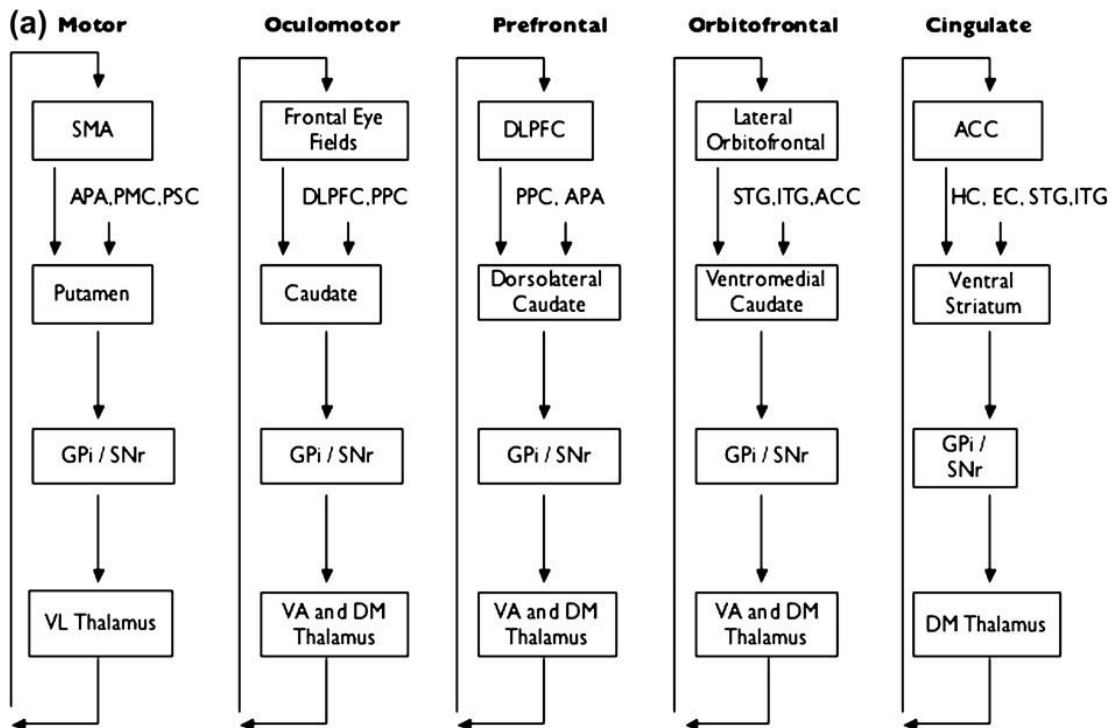 (a) Motor
Oculomotor
Prefrontal
Orbitofrontal
Cingulate
SMA
Frontal Eye
Fields
DLPFC
Lateral
Orbitofrontal
ACC
APA,PMC,PSC
DLPFC,PPC
PPC, APA
STG,ITG,ACC
HC, EC, STG,ITG
Putamen
Caudate
Dorsolateral
Caudate
Ventromedial
Caudate
Ventral
Striatum
GPi / SNr
GPi / SNr
GPi / SNr
GPi / SNr
GPi /
SNr
VL Thalamus
VA and DM
Thalamus
VA and DM
Thalamus
VA and DM
Thalamus
DM Thalamus